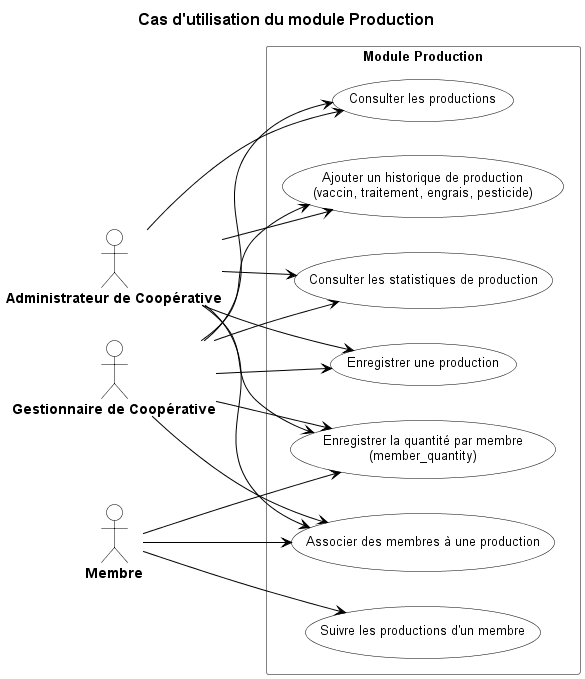 Cas d'utilisation du module Production
Module Production
Consulter les productions
Ajouter un historique de production
(vaccin, traitement, engrais, pesticide)
Consulter les statistiques de production
Administrateur de Coopérative
Enregistrer une production
Gestionnaire de Coopérative
Enregistrer la quantité par membre
(member_quantity)
Associer des membres à une production
Membre
Suivre les productions d'un membre